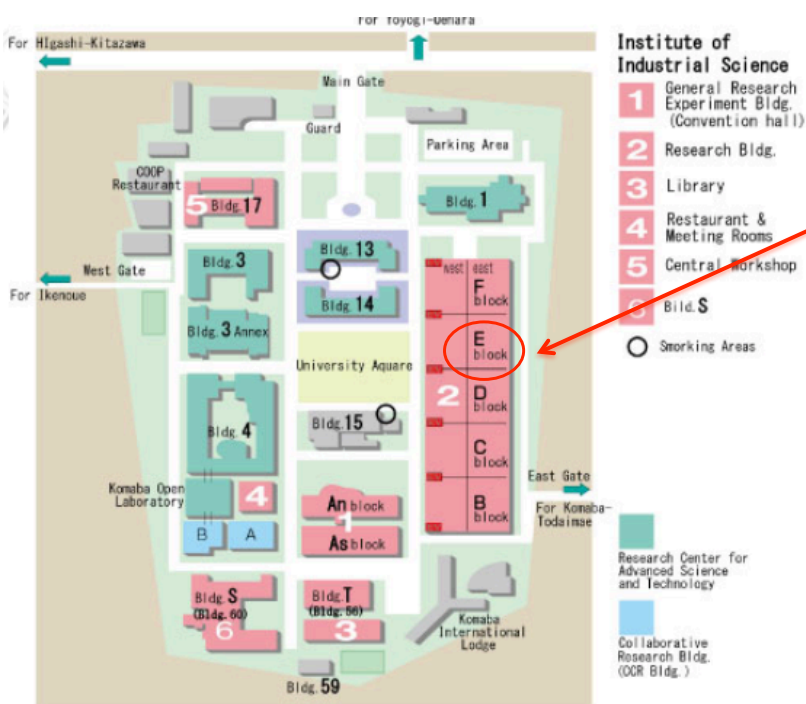 For Yoyogi-Uehara
For HIgashi-Kitazawa
Main Gate
Guard
Parking Area
COOP
Restaurant
5 Bldg.17
Bldg.1
West Gate
For Ikenoue
Bldg.3
Bldg.13
Bldg.14
Bldg.3 Annex
University Aquare
Bldg.15
Bldg.4
Komaba Open
Laboratory
4
B
A
An block
1
As block
west east
F
block
E
block
2
D
block
C
block
B
block
East Gate
For Komaba-
Todaimae
Bldg S
(Bldg.60)
6
Bldg.T
(Bldg.56)
3
Komaba
International
Lodge
Bldg.59
Institute of
Industrial Science
1 General Research
Experiment Bldg.
(Convention hall)
2 Research Bldg.
3 Library
4 Restaurant &
Meeting Rooms
5 Central Workshop
6 Bild.S
Smorking Areas
Research Center for
Advanced Science
and Technology
Collaborative
Research Bldg.
(CCR Bldg.)